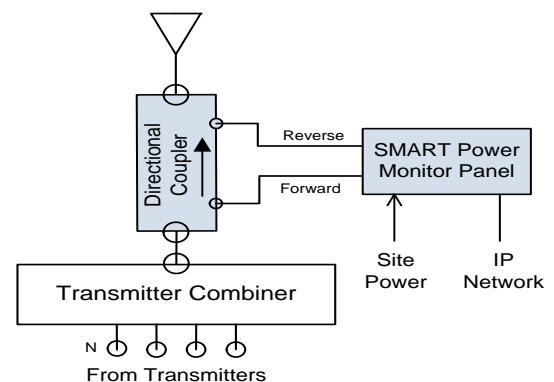 Directional
Coupler
Reverse
Forward
SMART Power
Monitor Panel
Site
Power
IP
Network
Transmitter Combiner
N
From Transmitters